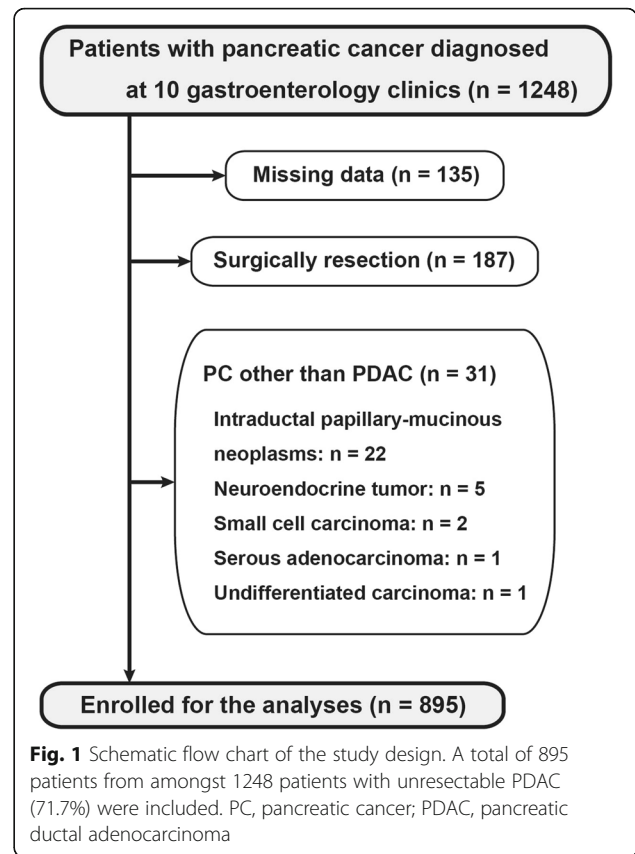 Patients with pancreatic cancer diagnosed
at 10 gastroenterology clinics (n = 1248)
Missing data (n = 135)
Surgically resection (n = 187)
PC other than PDAC (n = 31)
Intraductal papillary-mucinous
neoplasms: n = 22
Neuroendocrine tumor: n = 5
Small cell carcinoma: n = 2
Serous adenocarcinoma: n = 1
Undifferentiated carcinoma: n = 1
Enrolled for the analyses (n = 895)
Fig. 1 Schematic flow chart of the study design. A total of 895
patients from amongst 1248 patients with unresectable PDAC
(71.7%) were included. PC, pancreatic cancer; PDAC, pancreatic
ductal adenocarcinoma